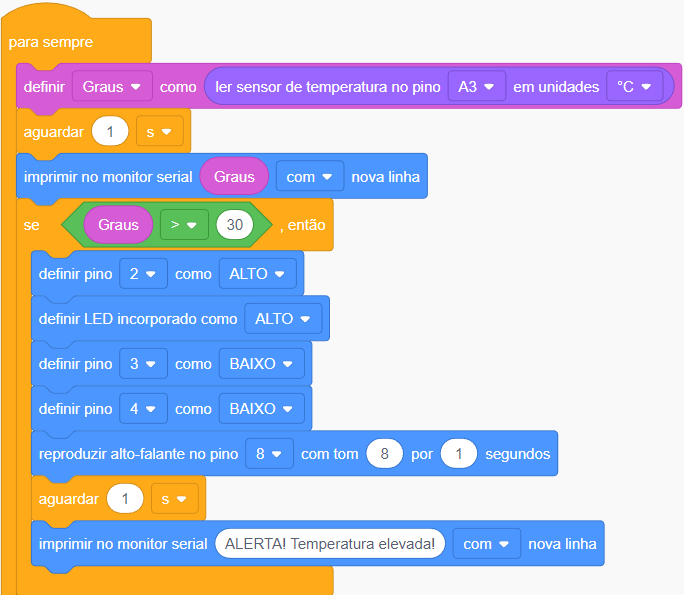 para sempre
definir Graus como ler sensor de temperatura no pino A3 em unidades °C
aguardar 1 s
imprimir no monitor serial Graus com nova linha
se Graus > 30 , então
definir pino 2 como ALTO
definir LED incorporado como ALTO
definir pino 3 como BAIXO
definir pino 4 como BAIXO
reproduzir alto-falante no pino 8 com tom 8 por 1 segundos
aguardar 1 s
imprimir no monitor serial ALERTA! Temperatura elevada! com nova linha